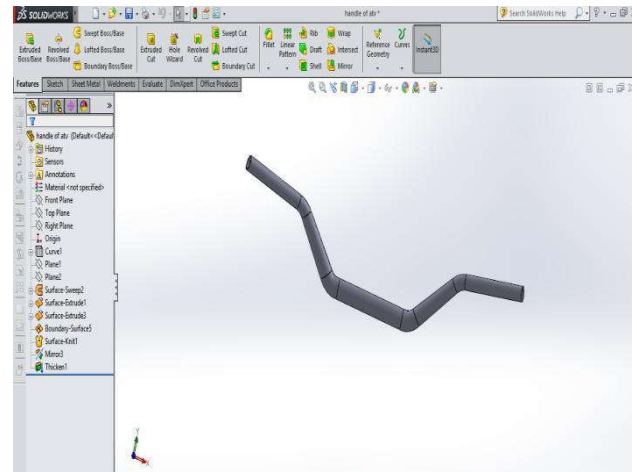 SOLIDWORKS
handle of atv *
Search SolidWorks Help
Extruded Boss/Base
Revolved Boss/Base
Swept Boss/Base
Lofted Boss/Base
Boundary Boss/Base
Extruded Cut
Hole Wizard
Revolved Cut
Swept Cut
Lofted Cut
Boundary Cut
Fillet
Linear Pattern
Rib
Draft
Shell
Wrap
Intersect
Mirror
Reference Geometry
Curves
Instant3D
Features
Sketch
Sheet Metal
Weldments
Evaluate
DimXpert
Office Products
handle of atv (Default<<Default
History
Sensors
Annotations
Material <not specified>
Front Plane
Top Plane
Right Plane
Origin
Curve1
Plane1
Plane2
Surface-Sweep2
Surface-Extrude1
Surface-Extrude3
Boundary-Surface5
Surface-Knit1
Mirror3
Thicken1